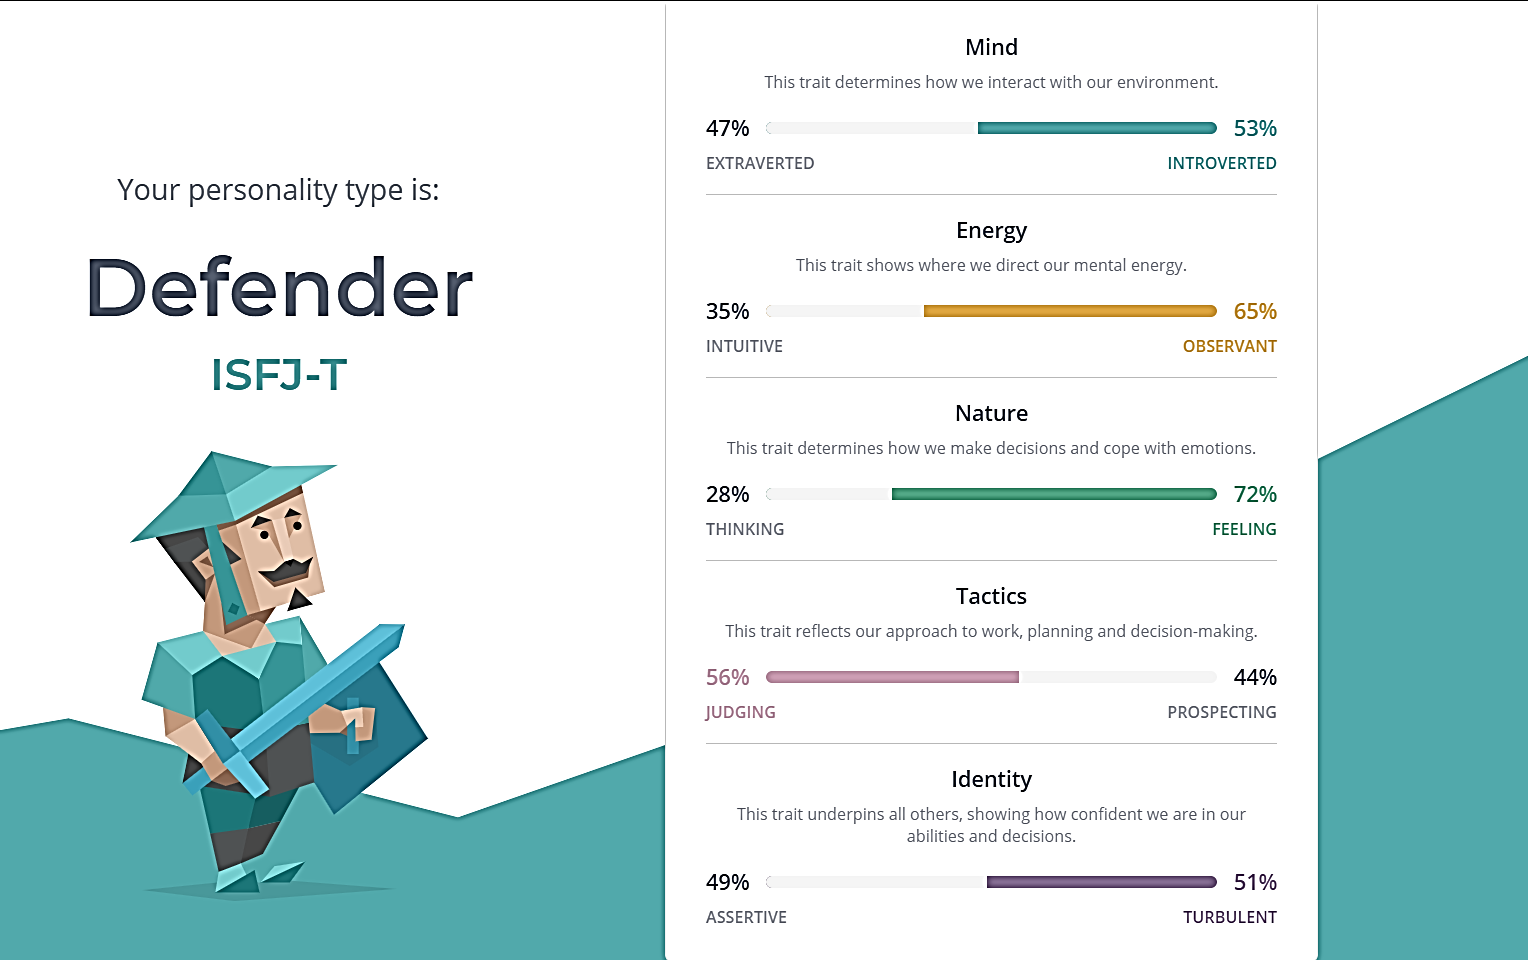 Your personality type is:
Defender
ISFJ-T
Mind
This trait determines how we interact with our environment.
47% 53%
EXTRAVERTED INTROVERTED
Energy
This trait shows where we direct our mental energy.
35% 65%
INTUITIVE OBSERVANT
Nature
This trait determines how we make decisions and cope with emotions.
28% 72%
THINKING FEELING
Tactics
This trait reflects our approach to work, planning and decision-making.
56% 44%
JUDGING PROSPECTING
Identity
This trait underpins all others, showing how confident we are in our
abilities and decisions.
49% 51%
ASSERTIVE TURBULENT